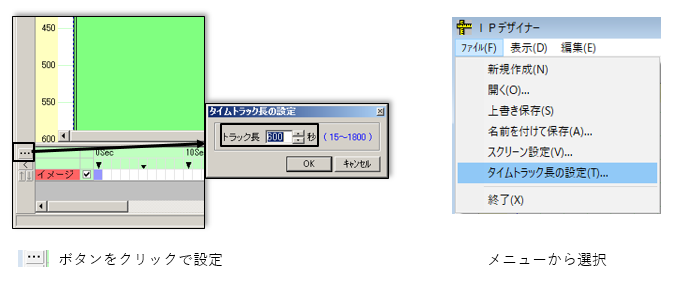 450
500
550
600
...
0Sec
10Se
イメージ
タイムトラック長の設定
トラック長 600 秒 (15～1800)
OK キャンセル
... ボタンをクリックで設定
ＩＰデザイナー
ファイル(F) 表示(D) 編集(E)
新規作成(N)
開く(O)...
上書き保存(S)
名前を付けて保存(A)...
スクリーン設定(V)...
タイムトラック長の設定(T)...
終了(X)
メニューから選択